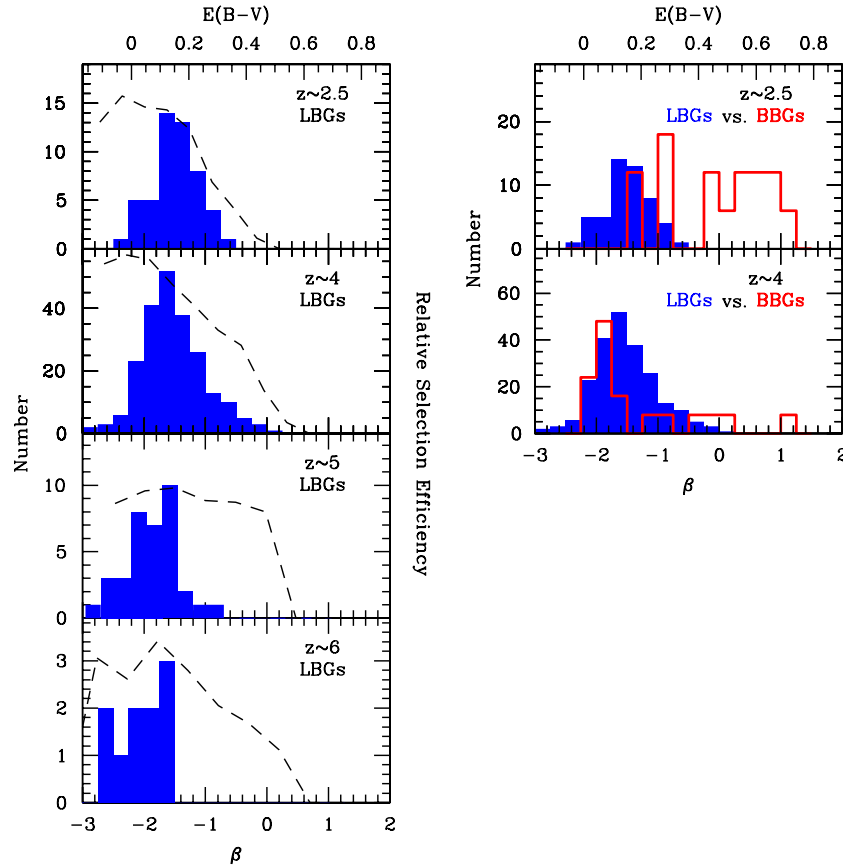 E(B−V)
0 0.2 0.4 0.6 0.8
z~2.5
LBGs
15
10
5
0
z~4
LBGs
40
20
0
z~5
LBGs
10
5
0
z~6
LBGs
3
2
1
0
−3 −2 −1 0 1 2
β
Number
Relative Selection Efficiency
E(B−V)
0 0.2 0.4 0.6 0.8
z~2.5
LBGs vs. BBGs
20
10
0
z~4
LBGs vs. BBGs
60
40
20
0
−3 −2 −1 0 1 2
β
Number